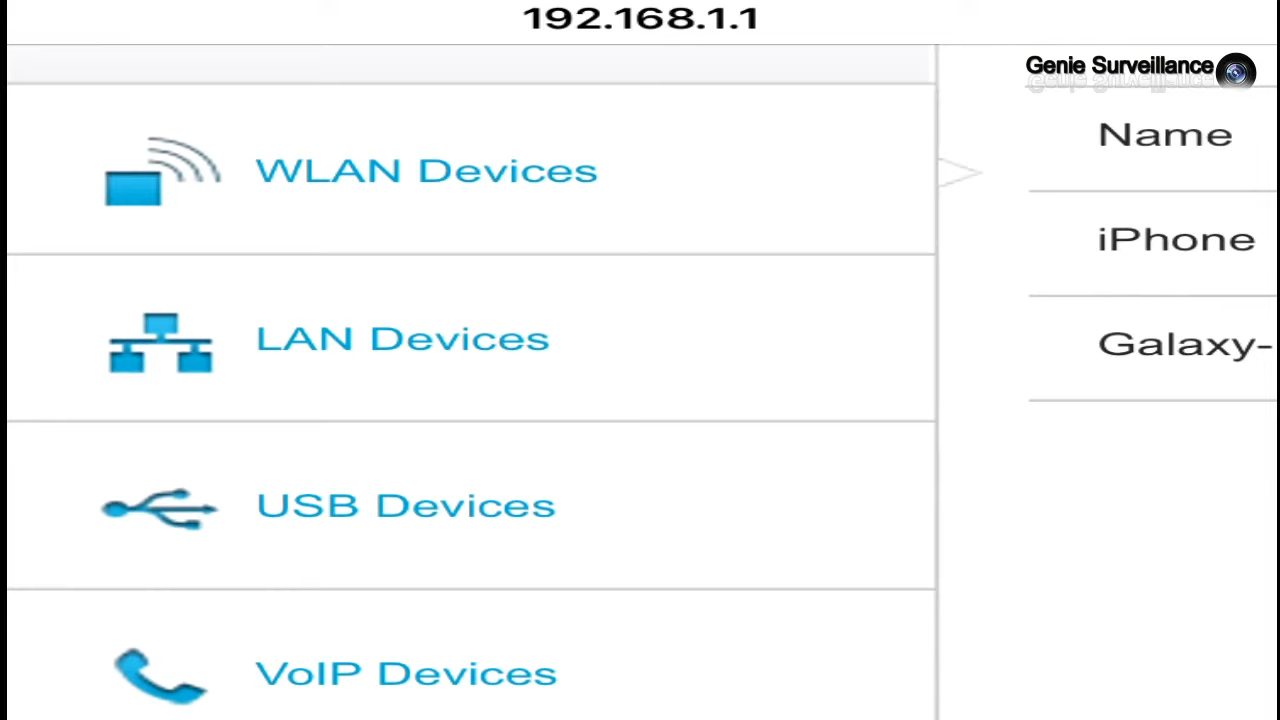 192.168.1.1
Genie Surveillance
WLAN Devices
LAN Devices
USB Devices
VoIP Devices
Name
iPhone
Galaxy-